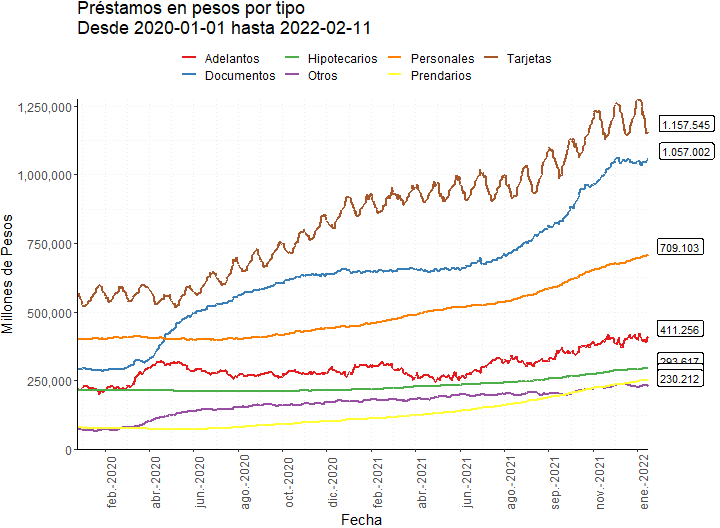 Préstamos en pesos por tipo
Desde 2020-01-01 hasta 2022-02-11
Adelantos Hipotecarios Personales Tarjetas
Documentos Otros Prendarios
Millones de Pesos
1,250,000
1,000,000
750,000
500,000
250,000
0
1.157.545
1.057.002
709.103
411.256
293.617
230.212
feb.-2020
abr.-2020
jun.-2020
ago.-2020
oct.-2020
dic.-2020
feb.-2021
abr.-2021
jun.-2021
ago.-2021
sep.-2021
nov.-2021
ene.-2022
Fecha